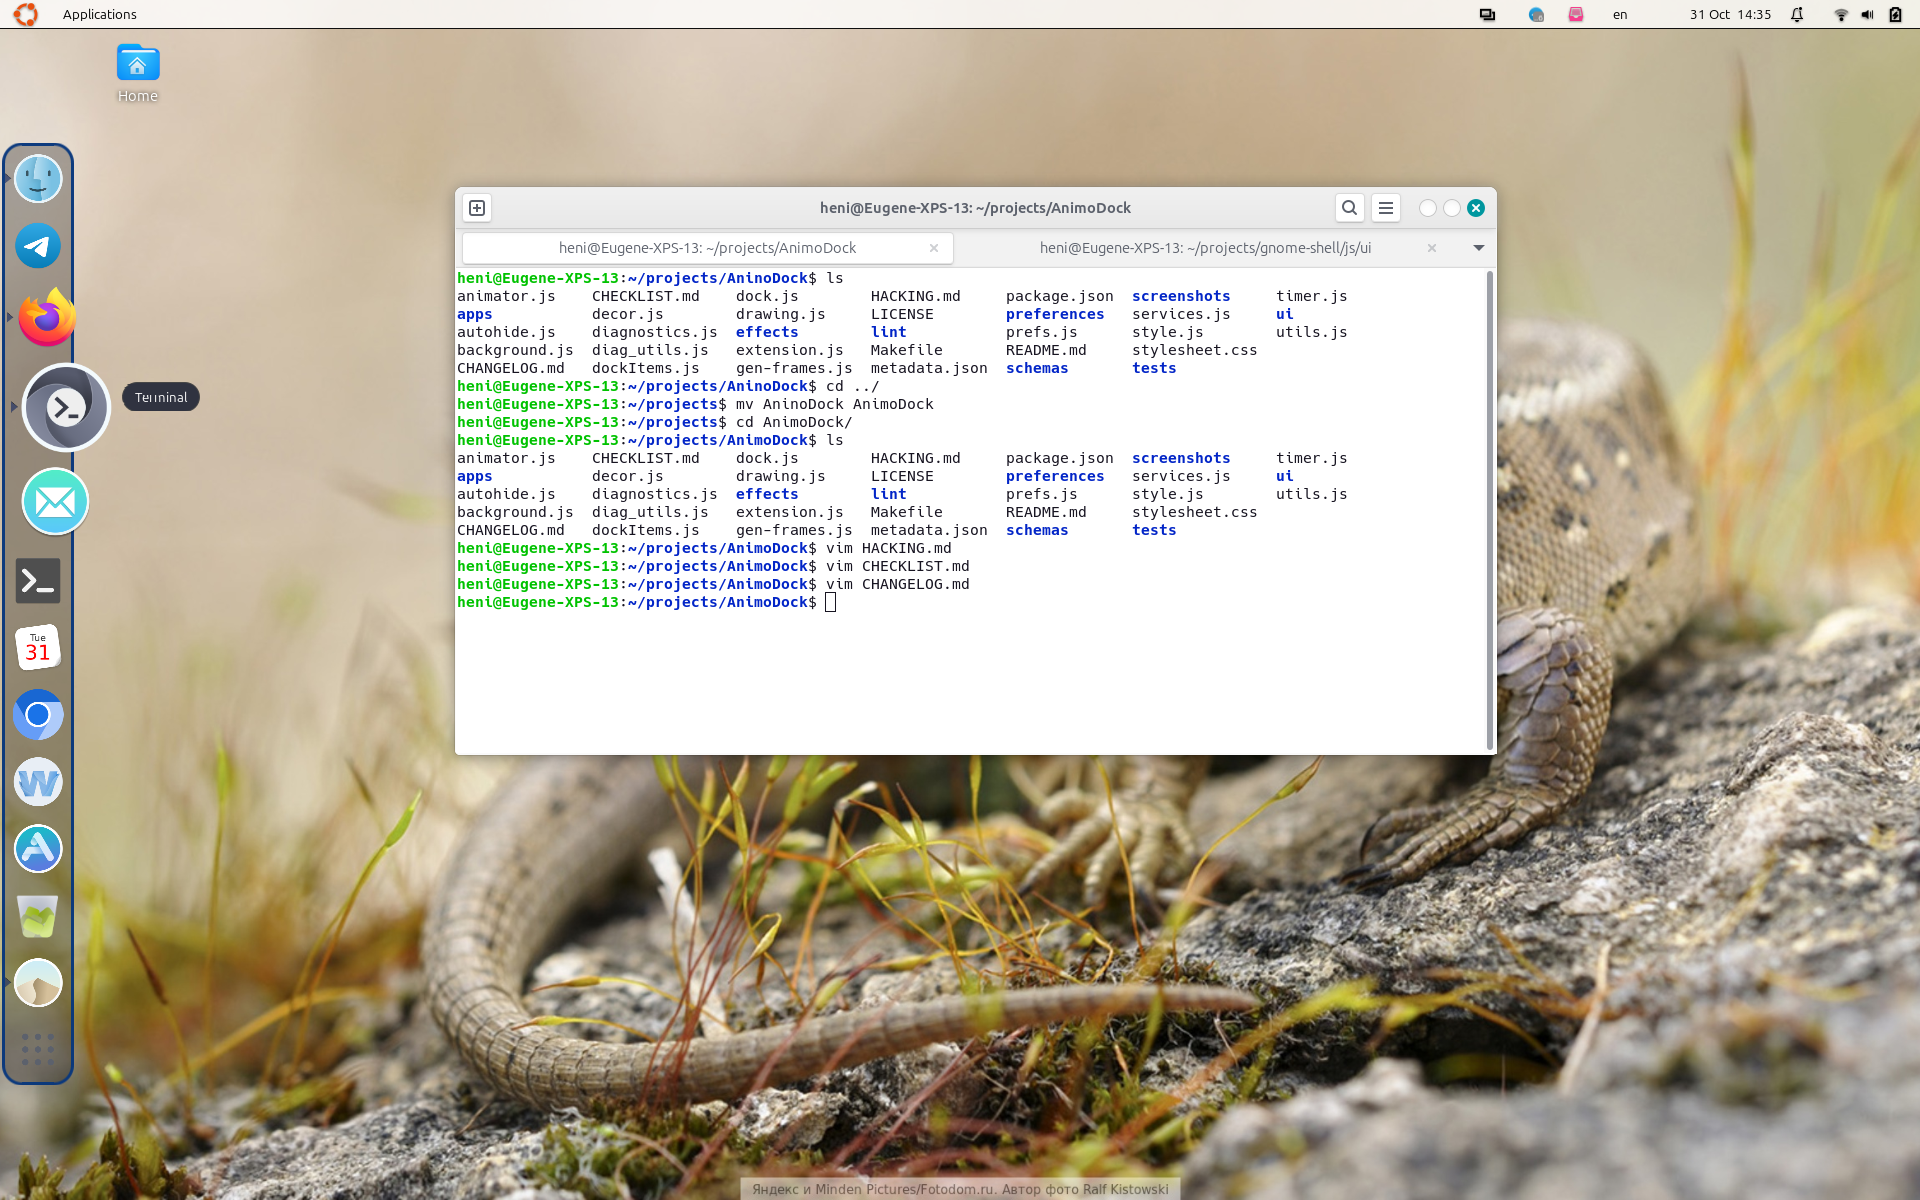 Applications
en
31 Oct 14:35
Home
heni@Eugene-XPS-13: ~/projects/AnimoDock
heni@Eugene-XPS-13: ~/projects/AnimoDock
heni@Eugene-XPS-13: ~/projects/gnome-shell/js/ui
heni@Eugene-XPS-13:~/projects/AninoDock$ ls
animator.js CHECKLIST.md dock.js HACKING.md package.json screenshots timer.js
apps decor.js drawing.js LICENSE preferences services.js ui
autohide.js diagnostics.js effects lint prefs.js style.js utils.js
background.js diag_utils.js extension.js Makefile README.md stylesheet.css
CHANGELOG.md dockItems.js gen-frames.js metadata.json schemas tests
heni@Eugene-XPS-13:~/projects/AninoDock$ cd ../
heni@Eugene-XPS-13:~/projects$ mv AninoDock AnimoDock
heni@Eugene-XPS-13:~/projects$ cd AnimoDock/
heni@Eugene-XPS-13:~/projects/AnimoDock$ ls
animator.js CHECKLIST.md dock.js HACKING.md package.json screenshots timer.js
apps decor.js drawing.js LICENSE preferences services.js ui
autohide.js diagnostics.js effects lint prefs.js style.js utils.js
background.js diag_utils.js extension.js Makefile README.md stylesheet.css
CHANGELOG.md dockItems.js gen-frames.js metadata.json schemas tests
heni@Eugene-XPS-13:~/projects/AnimoDock$ vim HACKING.md
heni@Eugene-XPS-13:~/projects/AnimoDock$ vim CHECKLIST.md
heni@Eugene-XPS-13:~/projects/AnimoDock$ vim CHANGELOG.md
heni@Eugene-XPS-13:~/projects/AnimoDock$
Terminal
Tue
31
W
Яндекс и Minden Pictures/Fotodom.ru. Автор фото Ralf Kistowski